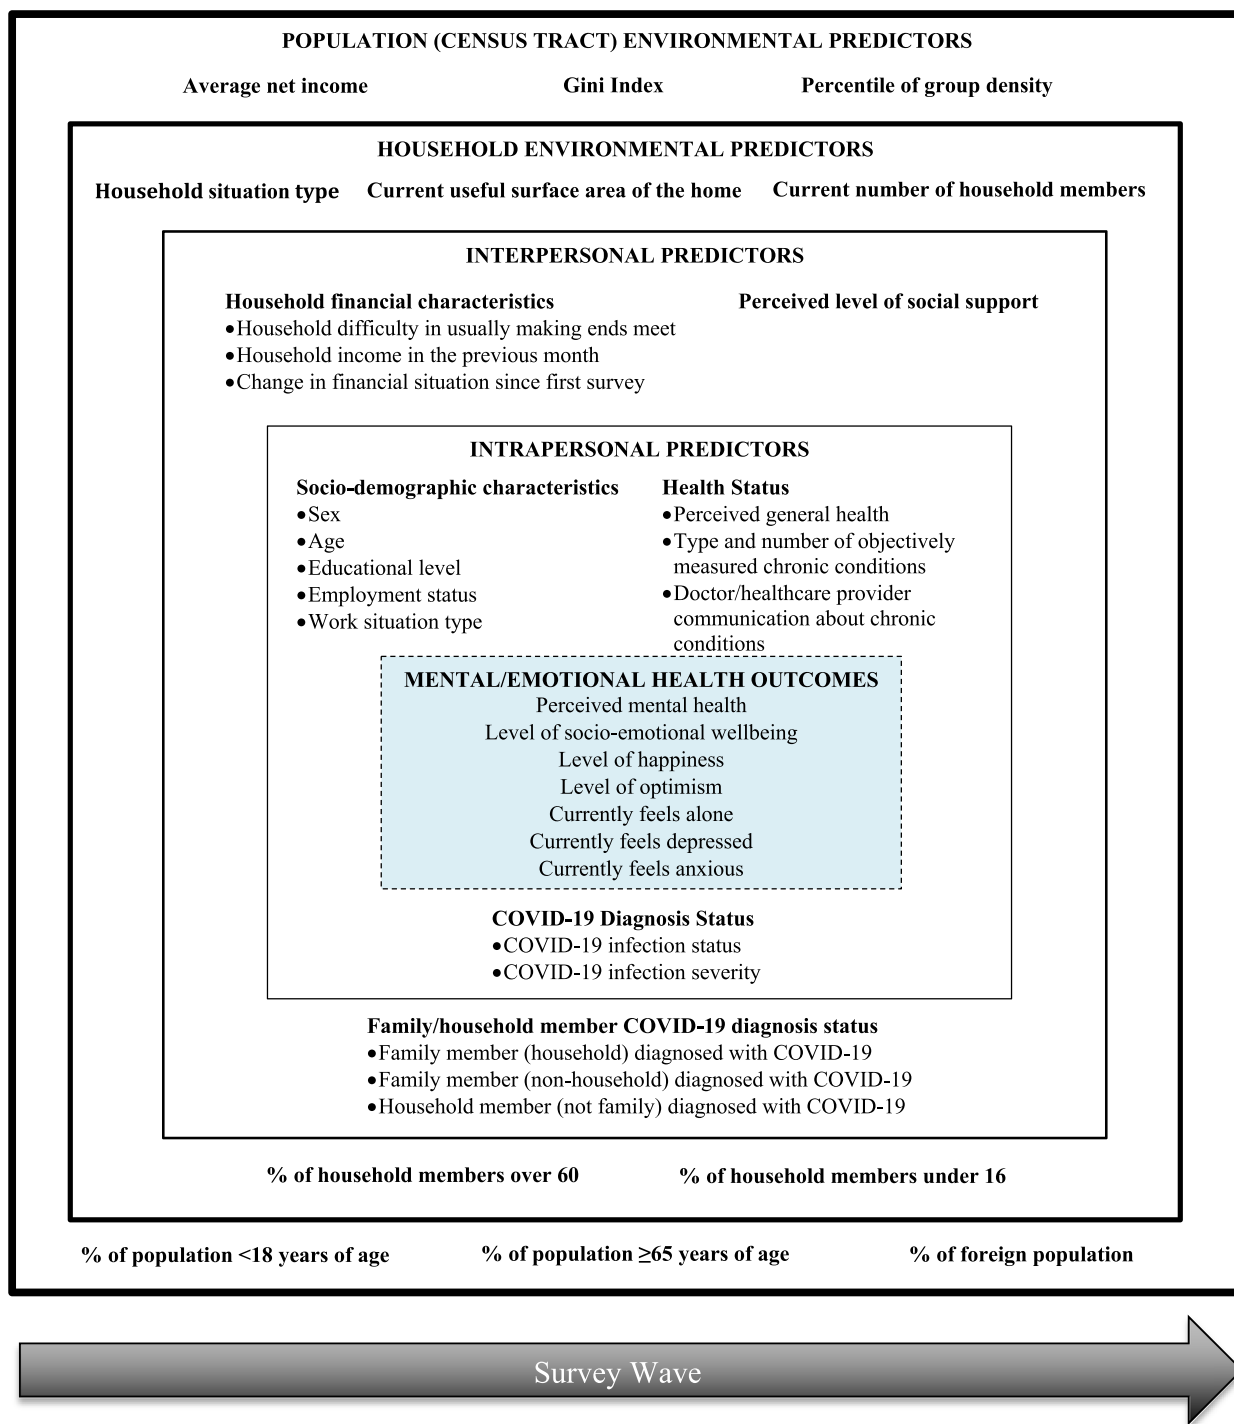 POPULATION (CENSUS TRACT) ENVIRONMENTAL PREDICTORS
Average net income Gini Index Percentile of group density
HOUSEHOLD ENVIRONMENTAL PREDICTORS
Household situation type Current useful surface area of the home Current number of household members
INTERPERSONAL PREDICTORS
Household financial characteristics
•Household difficulty in usually making ends meet
•Household income in the previous month
•Change in financial situation since first survey
Perceived level of social support
INTRAPERSONAL PREDICTORS
Socio-demographic characteristics
•Sex
•Age
•Educational level
•Employment status
•Work situation type
Health Status
•Perceived general health
•Type and number of objectively
measured chronic conditions
•Doctor/healthcare provider
communication about chronic
conditions
MENTAL/EMOTIONAL HEALTH OUTCOMES
Perceived mental health
Level of socio-emotional wellbeing
Level of happiness
Level of optimism
Currently feels alone
Currently feels depressed
Currently feels anxious
COVID-19 Diagnosis Status
•COVID-19 infection status
•COVID-19 infection severity
Family/household member COVID-19 diagnosis status
•Family member (household) diagnosed with COVID-19
•Family member (non-household) diagnosed with COVID-19
•Household member (not family) diagnosed with COVID-19
% of household members over 60 % of household members under 16
% of population <18 years of age % of population ≥65 years of age % of foreign population
Survey Wave